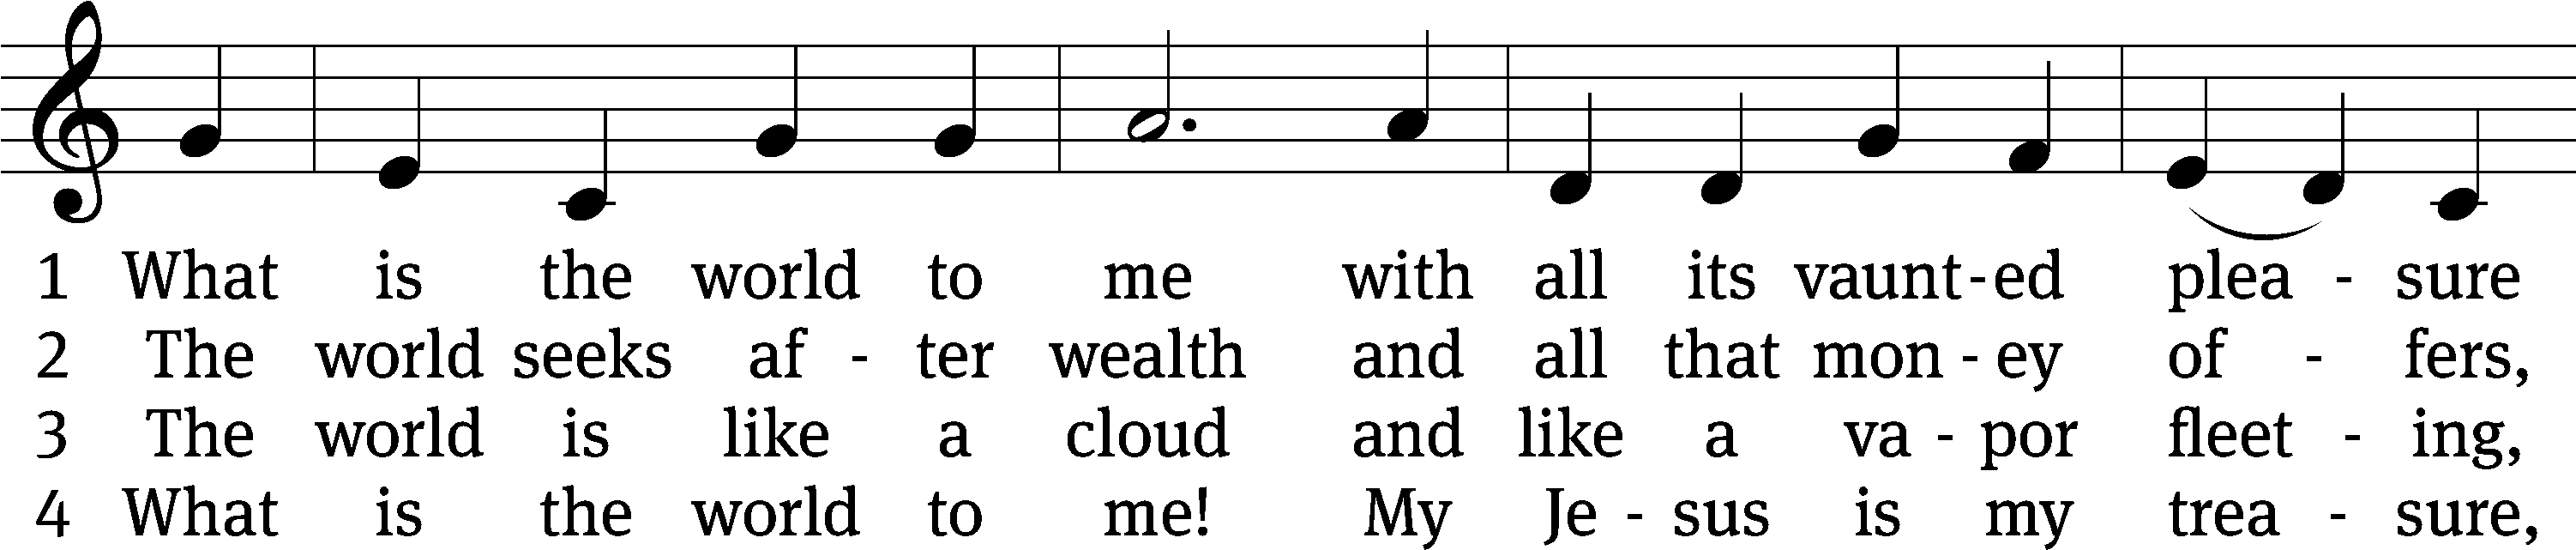 1 What is the world to me with all its vaunt-ed plea - sure
2 The world seeks af - ter wealth and all that mon - ey of - fers,
3 The world is like a cloud and like a va - por fleet - ing,
4 What is the world to me! My Je - sus is my trea - sure,